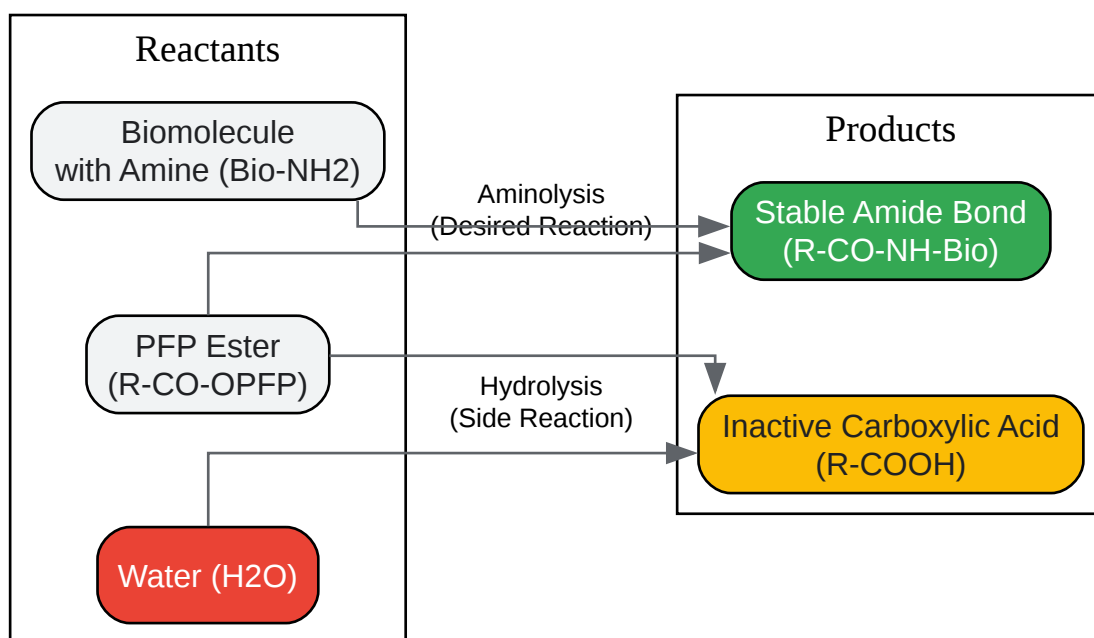 Reactants
Biomolecule
with Amine (Bio-NH2)
PFP Ester
(R-CO-OPFP)
Water (H2O)
Aminolysis
(Desired Reaction)
Hydrolysis
(Side Reaction)
Products
Stable Amide Bond
(R-CO-NH-Bio)
Inactive Carboxylic Acid
(R-COOH)